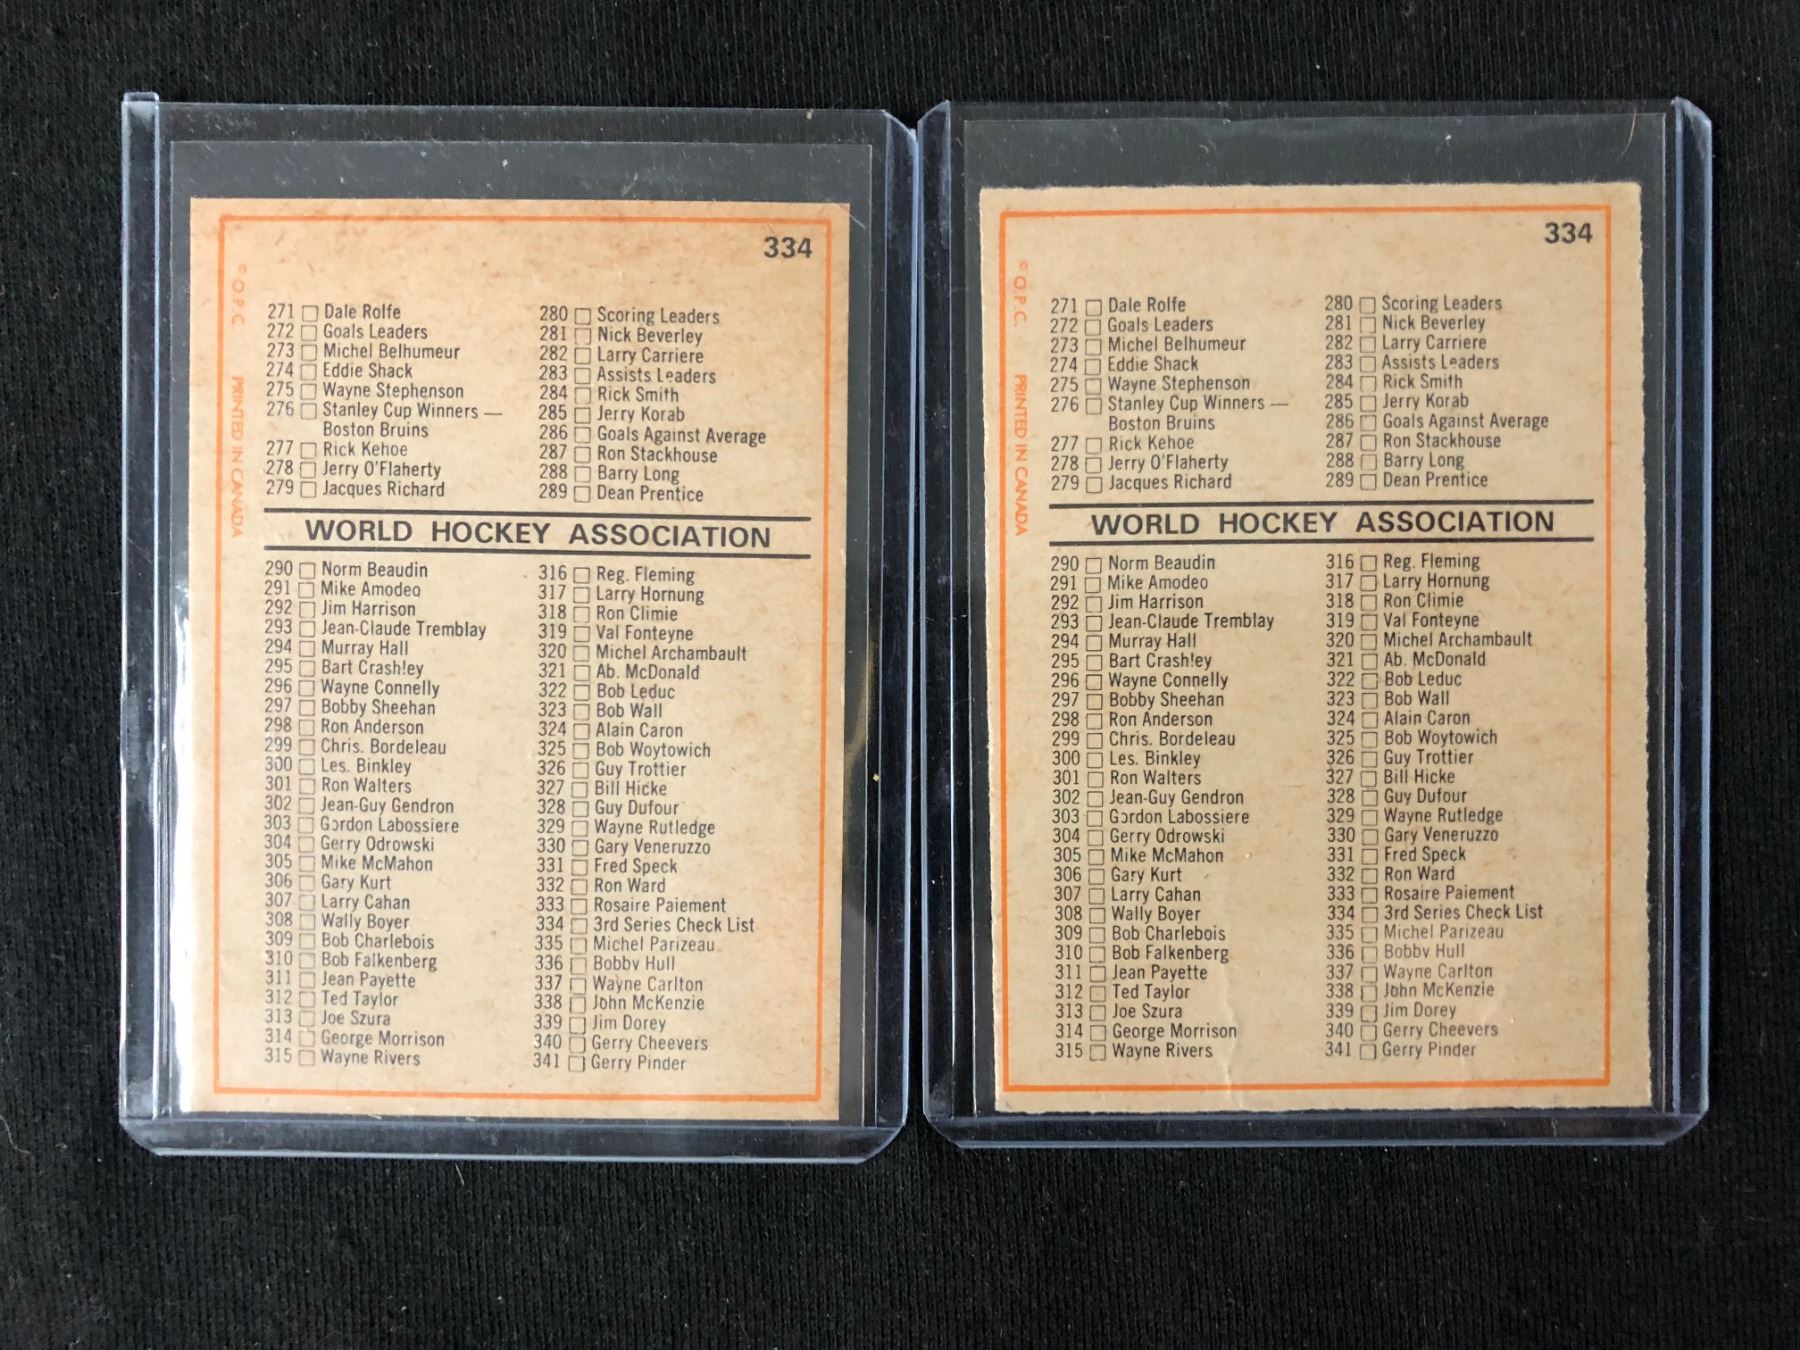 334
© O.P.C. PRINTED IN CANADA
271 Dale Rolfe
272 Goals Leaders
273 Michel Belhumeur
274 Eddie Shack
275 Wayne Stephenson
276 Stanley Cup Winners —
Boston Bruins
277 Rick Kehoe
278 Jerry O'Flaherty
279 Jacques Richard
280 Scoring Leaders
281 Nick Beverley
282 Larry Carriere
283 Assists Leaders
284 Rick Smith
285 Jerry Korab
286 Goals Against Average
287 Ron Stackhouse
288 Barry Long
289 Dean Prentice
WORLD HOCKEY ASSOCIATION
290 Norm Beaudin
291 Mike Amodeo
292 Jim Harrison
293 Jean-Claude Tremblay
294 Murray Hall
295 Bart Crashley
296 Wayne Connelly
297 Bobby Sheehan
298 Ron Anderson
299 Chris. Bordeleau
300 Les. Binkley
301 Ron Walters
302 Jean-Guy Gendron
303 Gordon Labossiere
304 Gerry Odrowski
305 Mike McMahon
306 Gary Kurt
307 Larry Cahan
308 Wally Boyer
309 Bob Charlebois
310 Bob Falkenberg
311 Jean Payette
312 Ted Taylor
313 Joe Szura
314 George Morrison
315 Wayne Rivers
316 Reg. Fleming
317 Larry Hornung
318 Ron Climie
319 Val Fonteyne
320 Michel Archambault
321 Ab. McDonald
322 Bob Leduc
323 Bob Wall
324 Alain Caron
325 Bob Woytowich
326 Guy Trottier
327 Bill Hicke
328 Guy Dufour
329 Wayne Rutledge
330 Gary Veneruzzo
331 Fred Speck
332 Ron Ward
333 Rosaire Paiement
334 3rd Series Check List
335 Michel Parizeau
336 Bobby Hull
337 Wayne Carlton
338 John McKenzie
339 Jim Dorey
340 Gerry Cheevers
341 Gerry Pinder
334
© O.P.C. PRINTED IN CANADA
271 Dale Rolfe
272 Goals Leaders
273 Michel Belhumeur
274 Eddie Shack
275 Wayne Stephenson
276 Stanley Cup Winners —
Boston Bruins
277 Rick Kehoe
278 Jerry O'Flaherty
279 Jacques Richard
280 Scoring Leaders
281 Nick Beverley
282 Larry Carriere
283 Assists Leaders
284 Rick Smith
285 Jerry Korab
286 Goals Against Average
287 Ron Stackhouse
288 Barry Long
289 Dean Prentice
WORLD HOCKEY ASSOCIATION
290 Norm Beaudin
291 Mike Amodeo
292 Jim Harrison
293 Jean-Claude Tremblay
294 Murray Hall
295 Bart Crashley
296 Wayne Connelly
297 Bobby Sheehan
298 Ron Anderson
299 Chris. Bordeleau
300 Les. Binkley
301 Ron Walters
302 Jean-Guy Gendron
303 Gordon Labossiere
304 Gerry Odrowski
305 Mike McMahon
306 Gary Kurt
307 Larry Cahan
308 Wally Boyer
309 Bob Charlebois
310 Bob Falkenberg
311 Jean Payette
312 Ted Taylor
313 Joe Szura
314 George Morrison
315 Wayne Rivers
316 Reg. Fleming
317 Larry Hornung
318 Ron Climie
319 Val Fonteyne
320 Michel Archambault
321 Ab. McDonald
322 Bob Leduc
323 Bob Wall
324 Alain Caron
325 Bob Woytowich
326 Guy Trottier
327 Bill Hicke
328 Guy Dufour
329 Wayne Rutledge
330 Gary Veneruzzo
331 Fred Speck
332 Ron Ward
333 Rosaire Paiement
334 3rd Series Check List
335 Michel Parizeau
336 Bobby Hull
337 Wayne Carlton
338 John McKenzie
339 Jim Dorey
340 Gerry Cheevers
341 Gerry Pinder